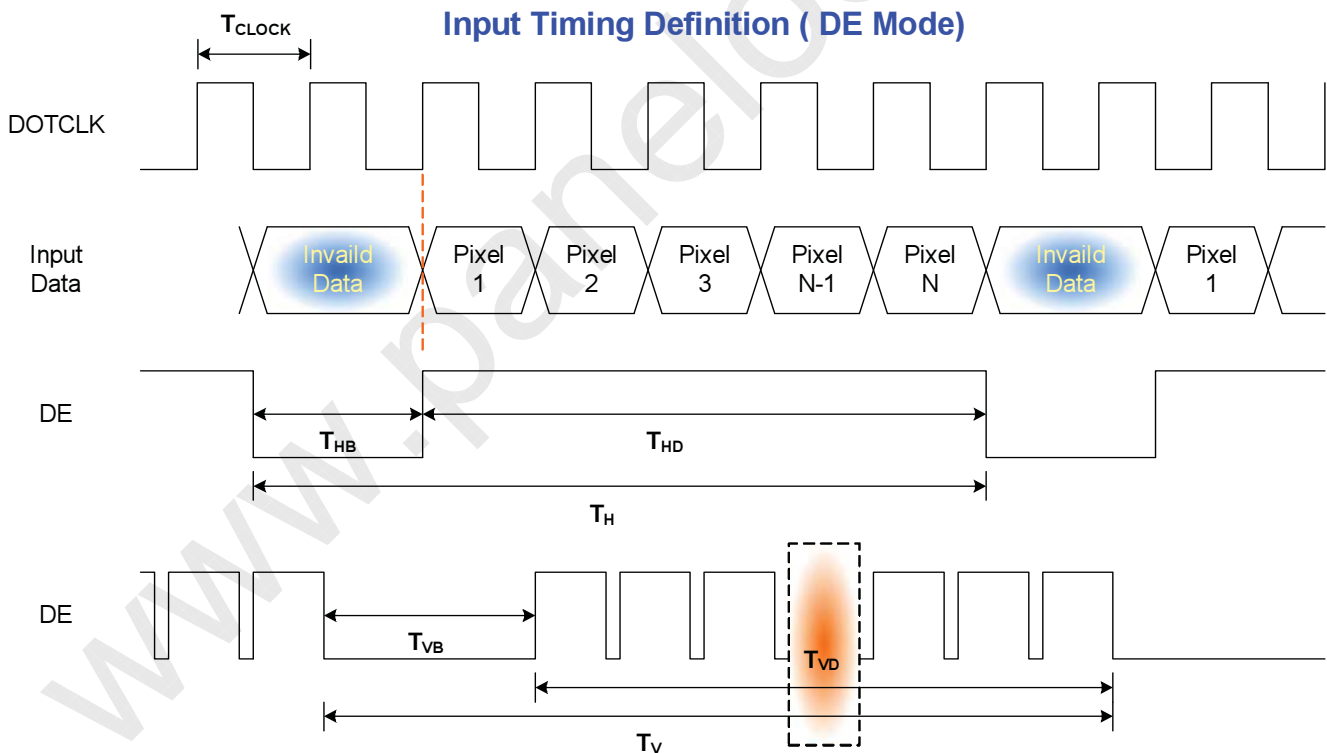 Input Timing Definition ( DE Mode)
TCLOCK
DOTCLK
Input
Data
Invaild
Data
Pixel
1
Pixel
2
Pixel
3
Pixel
N-1
Pixel
N
Invaild
Data
Pixel
1
DE
THB
THD
TH
DE
TVB
TVD
TV
www.panelo